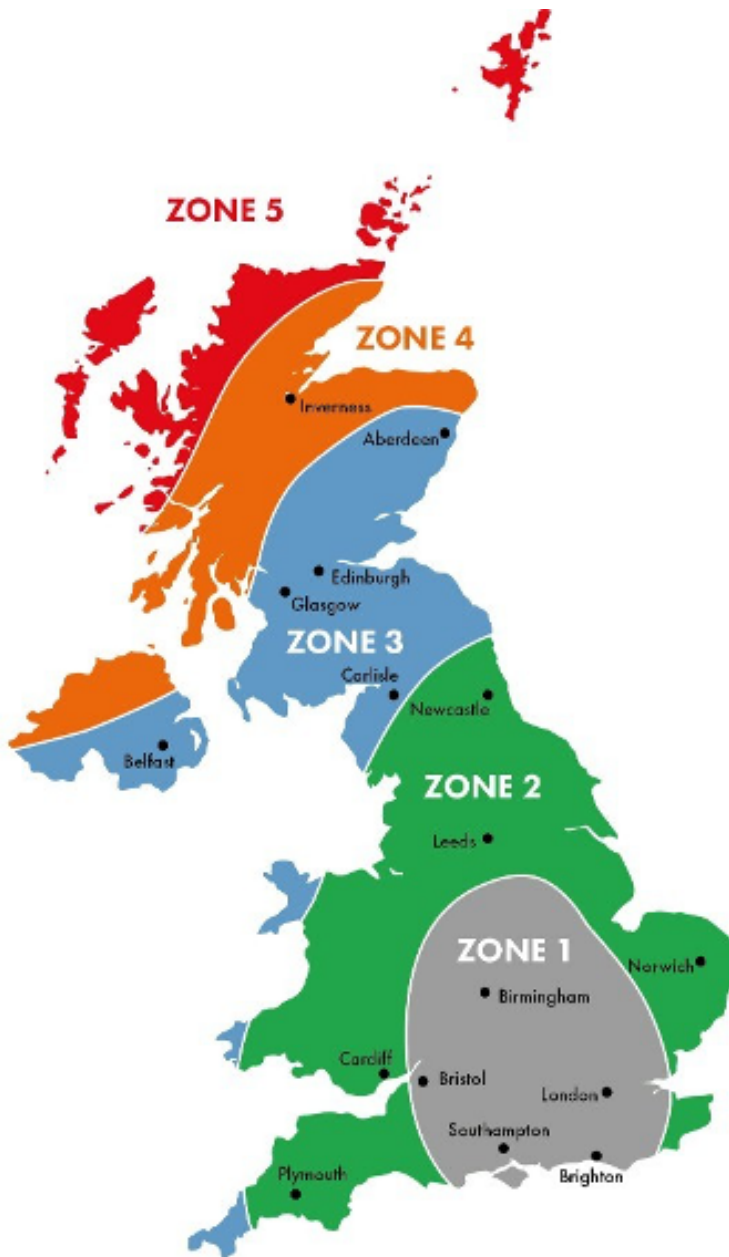 ZONE 5
ZONE 4
Inverness
Aberdeen
Edinburgh
Glasgow
ZONE 3
Carlisle
Newcastle
Belfast
ZONE 2
Leeds
ZONE 1
Norwich
Birmingham
Cardiff
Bristol
London
Southampton
Plymouth
Brighton